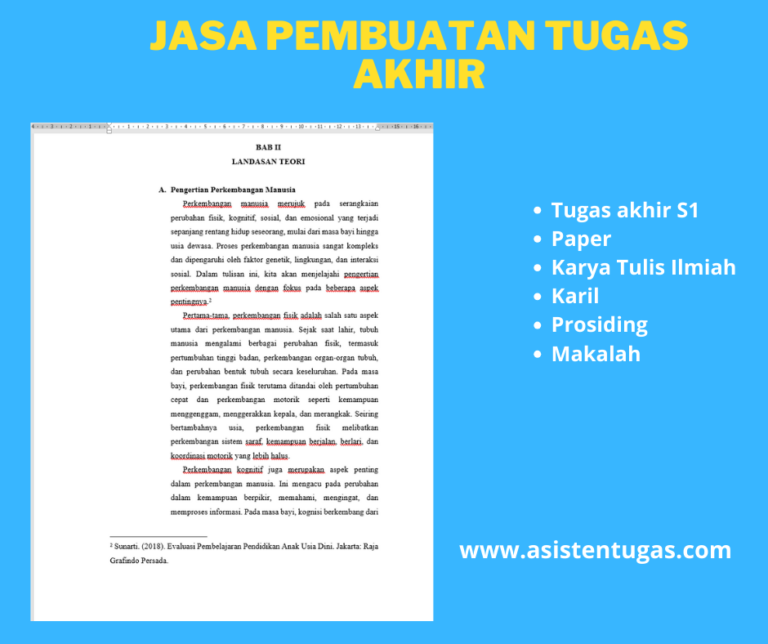 JASA PEMBUATAN TUGAS
AKHIR
BAB II
LANDASAN TEORI
A. Pengertian Perkembangan Manusia
Perkembangan manusia merujuk pada serangkaian
perubahan fisik, kognitif, sosial, dan emosional yang terjadi
sepanjang rentang hidup seseorang, mulai dari masa bayi hingga
usia dewasa. Proses perkembangan manusia sangat kompleks
dan dipengaruhi oleh faktor genetik, lingkungan, dan interaksi
sosial. Dalam tulisan ini, kita akan menjelajahi pengertian
perkembangan manusia dengan fokus pada beberapa aspek
pentingnya.²
Pertama-tama, perkembangan fisik adalah salah satu aspek
utama dari perkembangan manusia. Sejak saat lahir, tubuh
manusia mengalami berbagai perubahan fisik, termasuk
pertumbuhan tinggi badan, perkembangan organ-organ tubuh,
dan perubahan bentuk tubuh secara keseluruhan. Pada masa
bayi, perkembangan fisik terutama ditandai oleh pertumbuhan
cepat dan perkembangan motorik seperti kemampuan
menggenggam, menggerakkan kepala, dan merangkak. Seiring
bertambahnya usia, perkembangan fisik melibatkan
perkembangan sistem saraf, kemampuan berjalan, berlari, dan
koordinasi motorik yang lebih halus.
Perkembangan kognitif juga merupakan aspek penting
dalam perkembangan manusia. Ini mengacu pada perubahan
dalam kemampuan berpikir, memahami, mengingat, dan
memproses informasi. Pada masa bayi, kognisi berkembang dari
² Sunarti. (2018). Evaluasi Pembelajaran Pendidikan Anak Usia Dini. Jakarta: Raja
Grafindo Persada.
• Tugas akhir S1
• Paper
• Karya Tulis Ilmiah
• Karil
• Prosiding
• Makalah
www.asistentugas.com